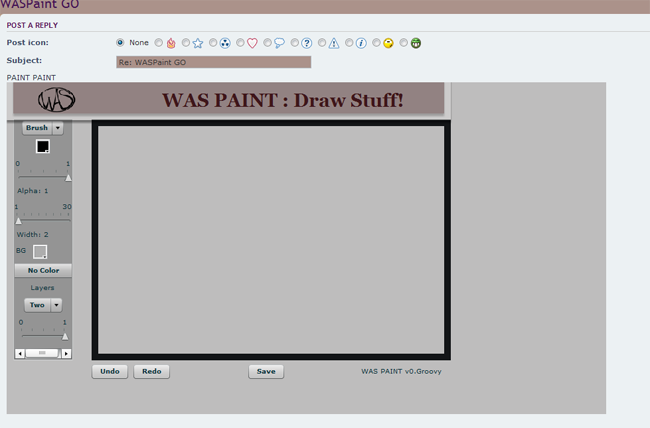 WASPaint GO
POST A REPLY
Post icon: None
Subject: Re: WASPaint GO
PAINT PAINT
WAS WAS PAINT : Draw Stuff!
Brush
0 1
Alpha: 1
1 30
Width: 2
BG
No Color
Layers
Two
0 1
Undo Redo Save WAS PAINT v0.Groovy